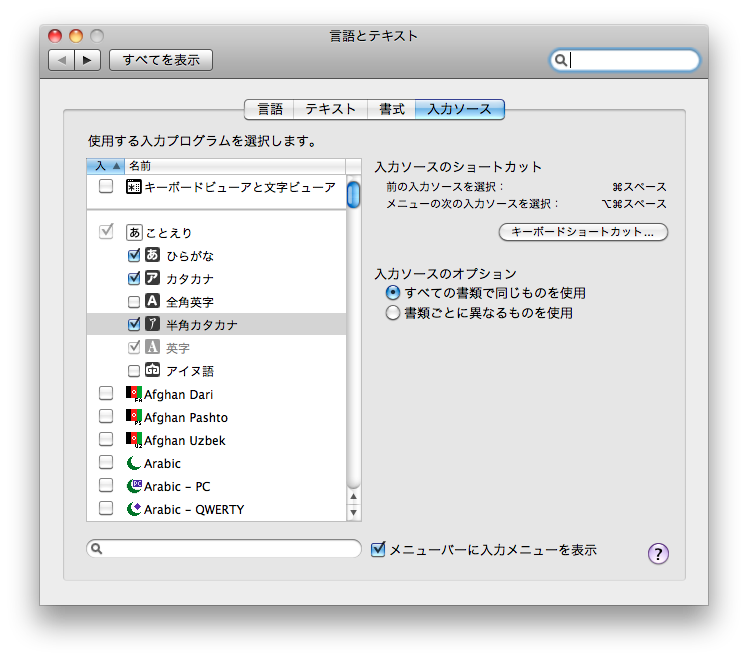 言語とテキスト
すべてを表示
言語 テキスト 書式 入力ソース
使用する入力プログラムを選択します。
入 名前
キーボードビューアと文字ビューア
あ ことえり
あ ひらがな
ア カタカナ
A 全角英字
ｱ 半角カタカナ
A 英字
アイヌ語
Afghan Dari
Afghan Pashto
UZ Afghan Uzbek
Arabic
PC Arabic - PC
Arabic - QWERTY
入力ソースのショートカット
前の入力ソースを選択： ⌘スペース
メニューの次の入力ソースを選択： ⌥⌘スペース
キーボードショートカット...
入力ソースのオプション
すべての書類で同じものを使用
書類ごとに異なるものを使用
メニューバーに入力メニューを表示
?